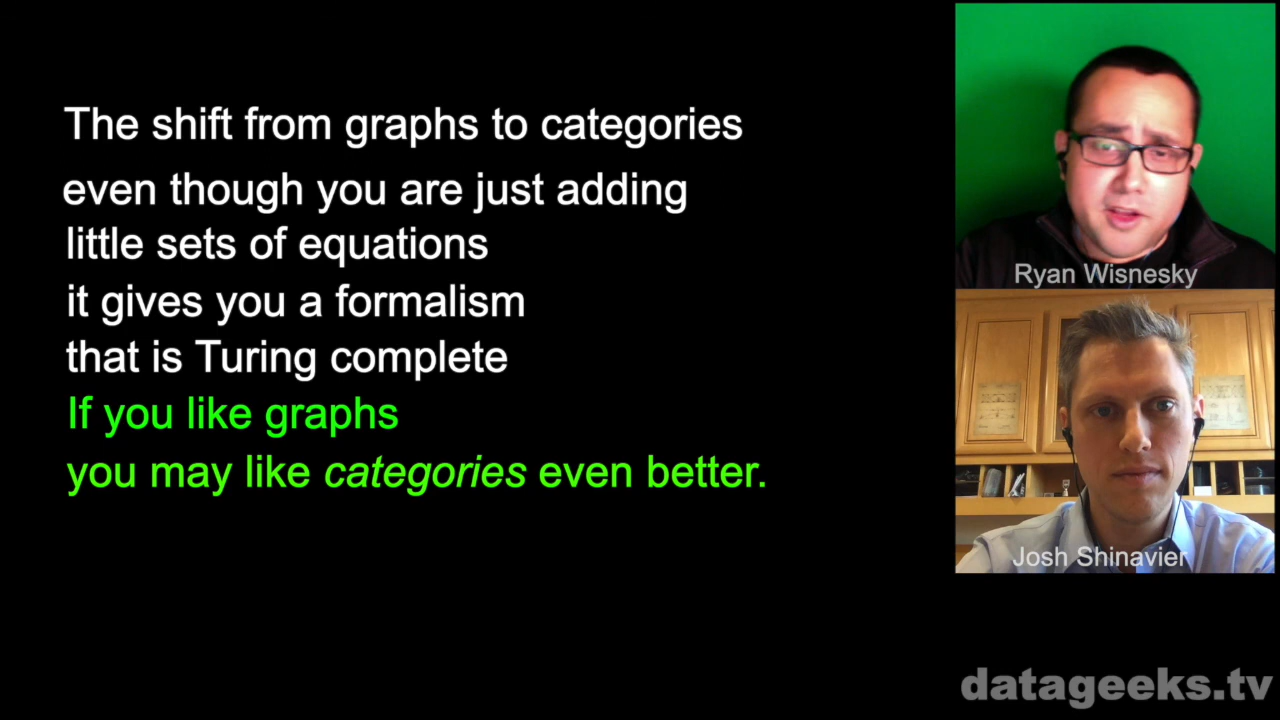 The shift from graphs to categories
even though you are just adding
little sets of equations
it gives you a formalism
that is Turing complete
If you like graphs
you may like categories even better.
Ryan Wisnesky
Josh Shinavier
datageeks.tv